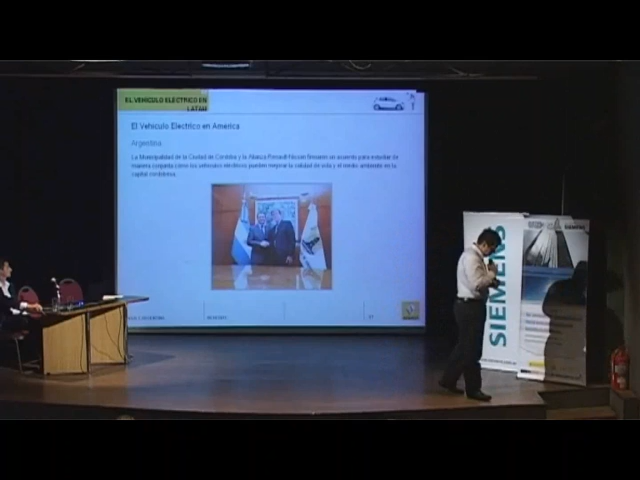 EL VEHICULO ELECTRICO EN
LATAM
El Vehículo Electrico en America
Argentina
La Municipalidad de la Ciudad de Córdoba y la Alianza Renault-Nissan firmaron un acuerdo para estudiar de
manera conjunta como los vehículos eléctricos pueden mejorar la calidad de vida y el medio ambiente en la
capital cordobesa.
SIEMENS
SIEMENS